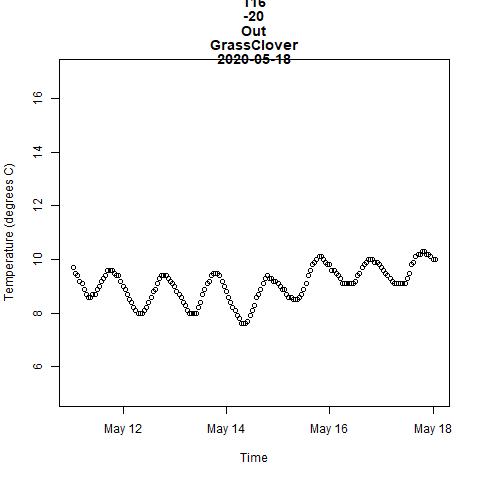 T16
-20
Out
GrassClover
2020-05-18
16
14
12
10
8
6
Temperature (degrees C)
May 12
May 14
May 16
May 18
Time